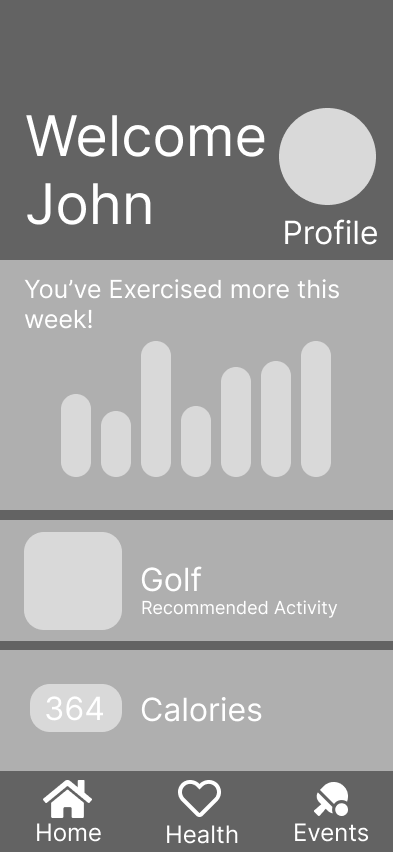 Welcome
John
Profile
You’ve Exercised more this
week!
Golf
Recommended Activity
364 Calories
Home Health Events